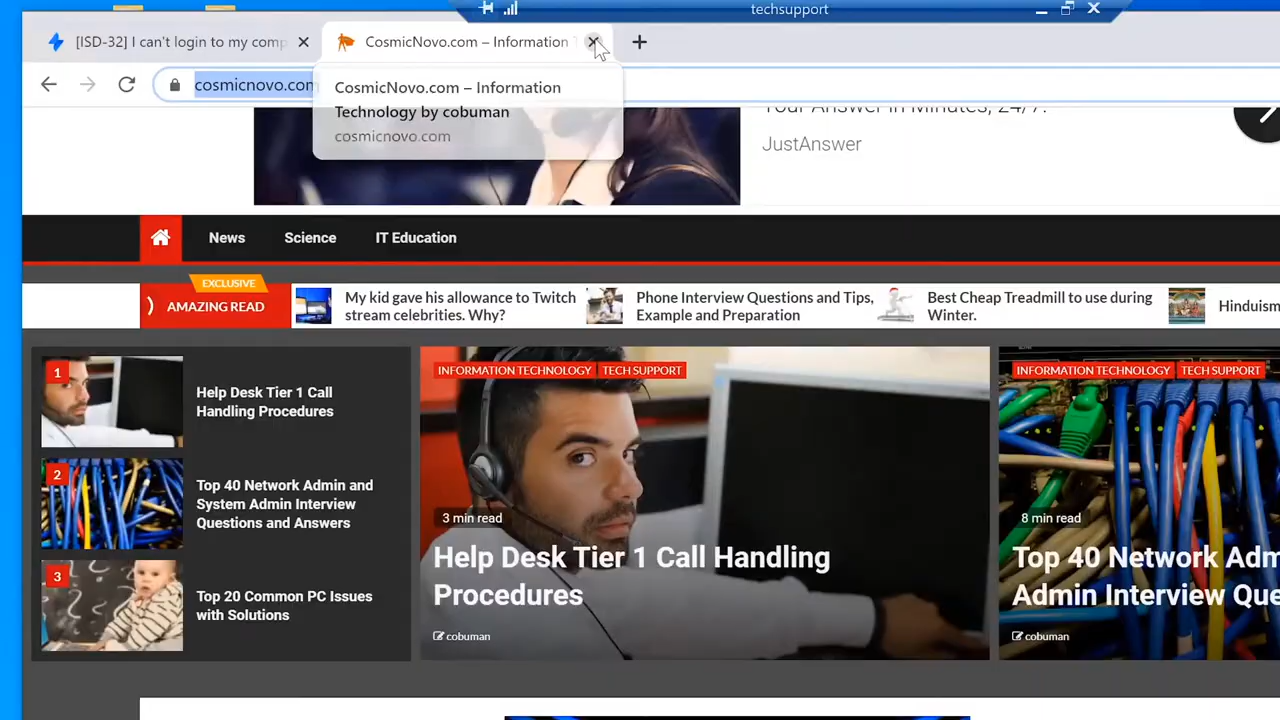 techsupport
[ISD-32] I can't login to my comp
CosmicNovo.com – Information
cosmicnovo.com
CosmicNovo.com – Information
Technology by cobuman
cosmicnovo.com
Your Answer in Minutes, 24/7.
JustAnswer
News
Science
IT Education
EXCLUSIVE
AMAZING READ
My kid gave his allowance to Twitch
stream celebrities. Why?
Phone Interview Questions and Tips,
Example and Preparation
Best Cheap Treadmill to use during
Winter.
Hinduism
1
Help Desk Tier 1 Call
Handling Procedures
2
Top 40 Network Admin and
System Admin Interview
Questions and Answers
3
Top 20 Common PC Issues
with Solutions
INFORMATION TECHNOLOGY TECH SUPPORT
3 min read
Help Desk Tier 1 Call Handling
Procedures
cobuman
INFORMATION TECHNOLOGY TECH SUPPORT
8 min read
Top 40 Network Adm
Admin Interview Que
cobuman